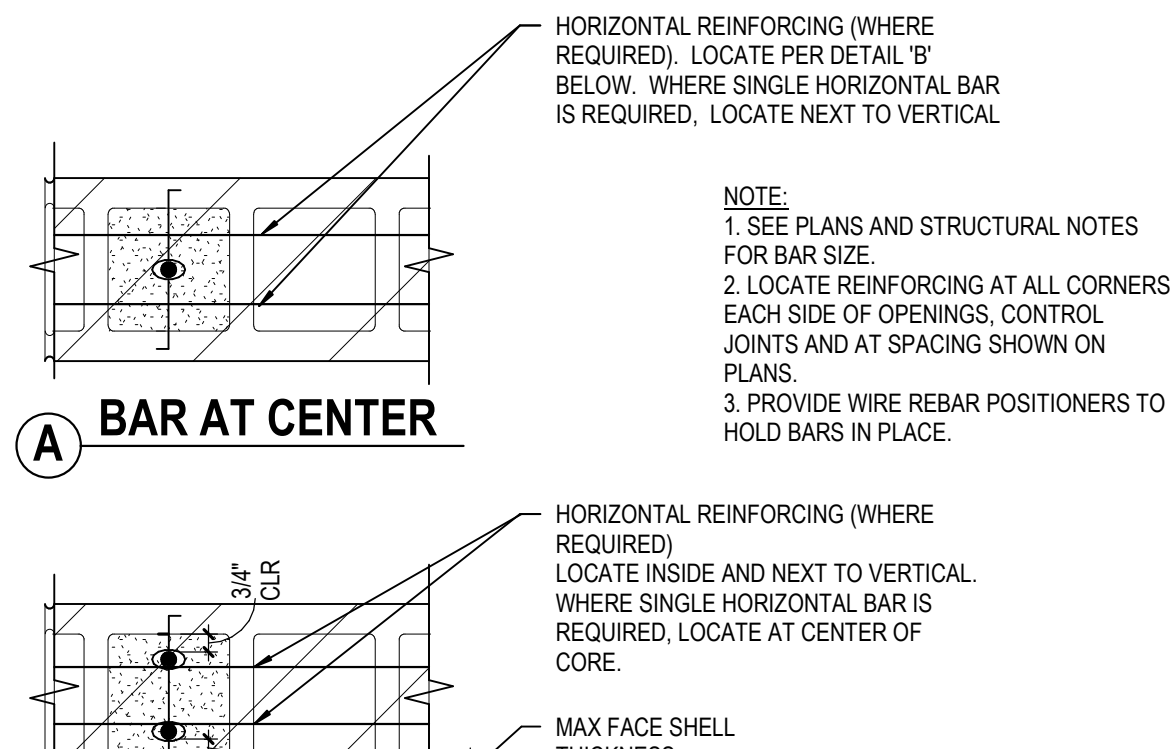 HORIZONTAL REINFORCING (WHERE
REQUIRED).  LOCATE PER DETAIL 'B'
BELOW.  WHERE SINGLE HORIZONTAL BAR
IS REQUIRED,  LOCATE NEXT TO VERTICAL
NOTE:
1. SEE PLANS AND STRUCTURAL NOTES
FOR BAR SIZE.
2. LOCATE REINFORCING AT ALL CORNERS
EACH SIDE OF OPENINGS, CONTROL
JOINTS AND AT SPACING SHOWN ON
PLANS.
3. PROVIDE WIRE REBAR POSITIONERS TO
HOLD BARS IN PLACE.
A BAR AT CENTER
HORIZONTAL REINFORCING (WHERE
REQUIRED)
LOCATE INSIDE AND NEXT TO VERTICAL.
WHERE SINGLE HORIZONTAL BAR IS
REQUIRED, LOCATE AT CENTER OF
CORE.
3/4"
CLR
MAX FACE SHELL
THICKNESS